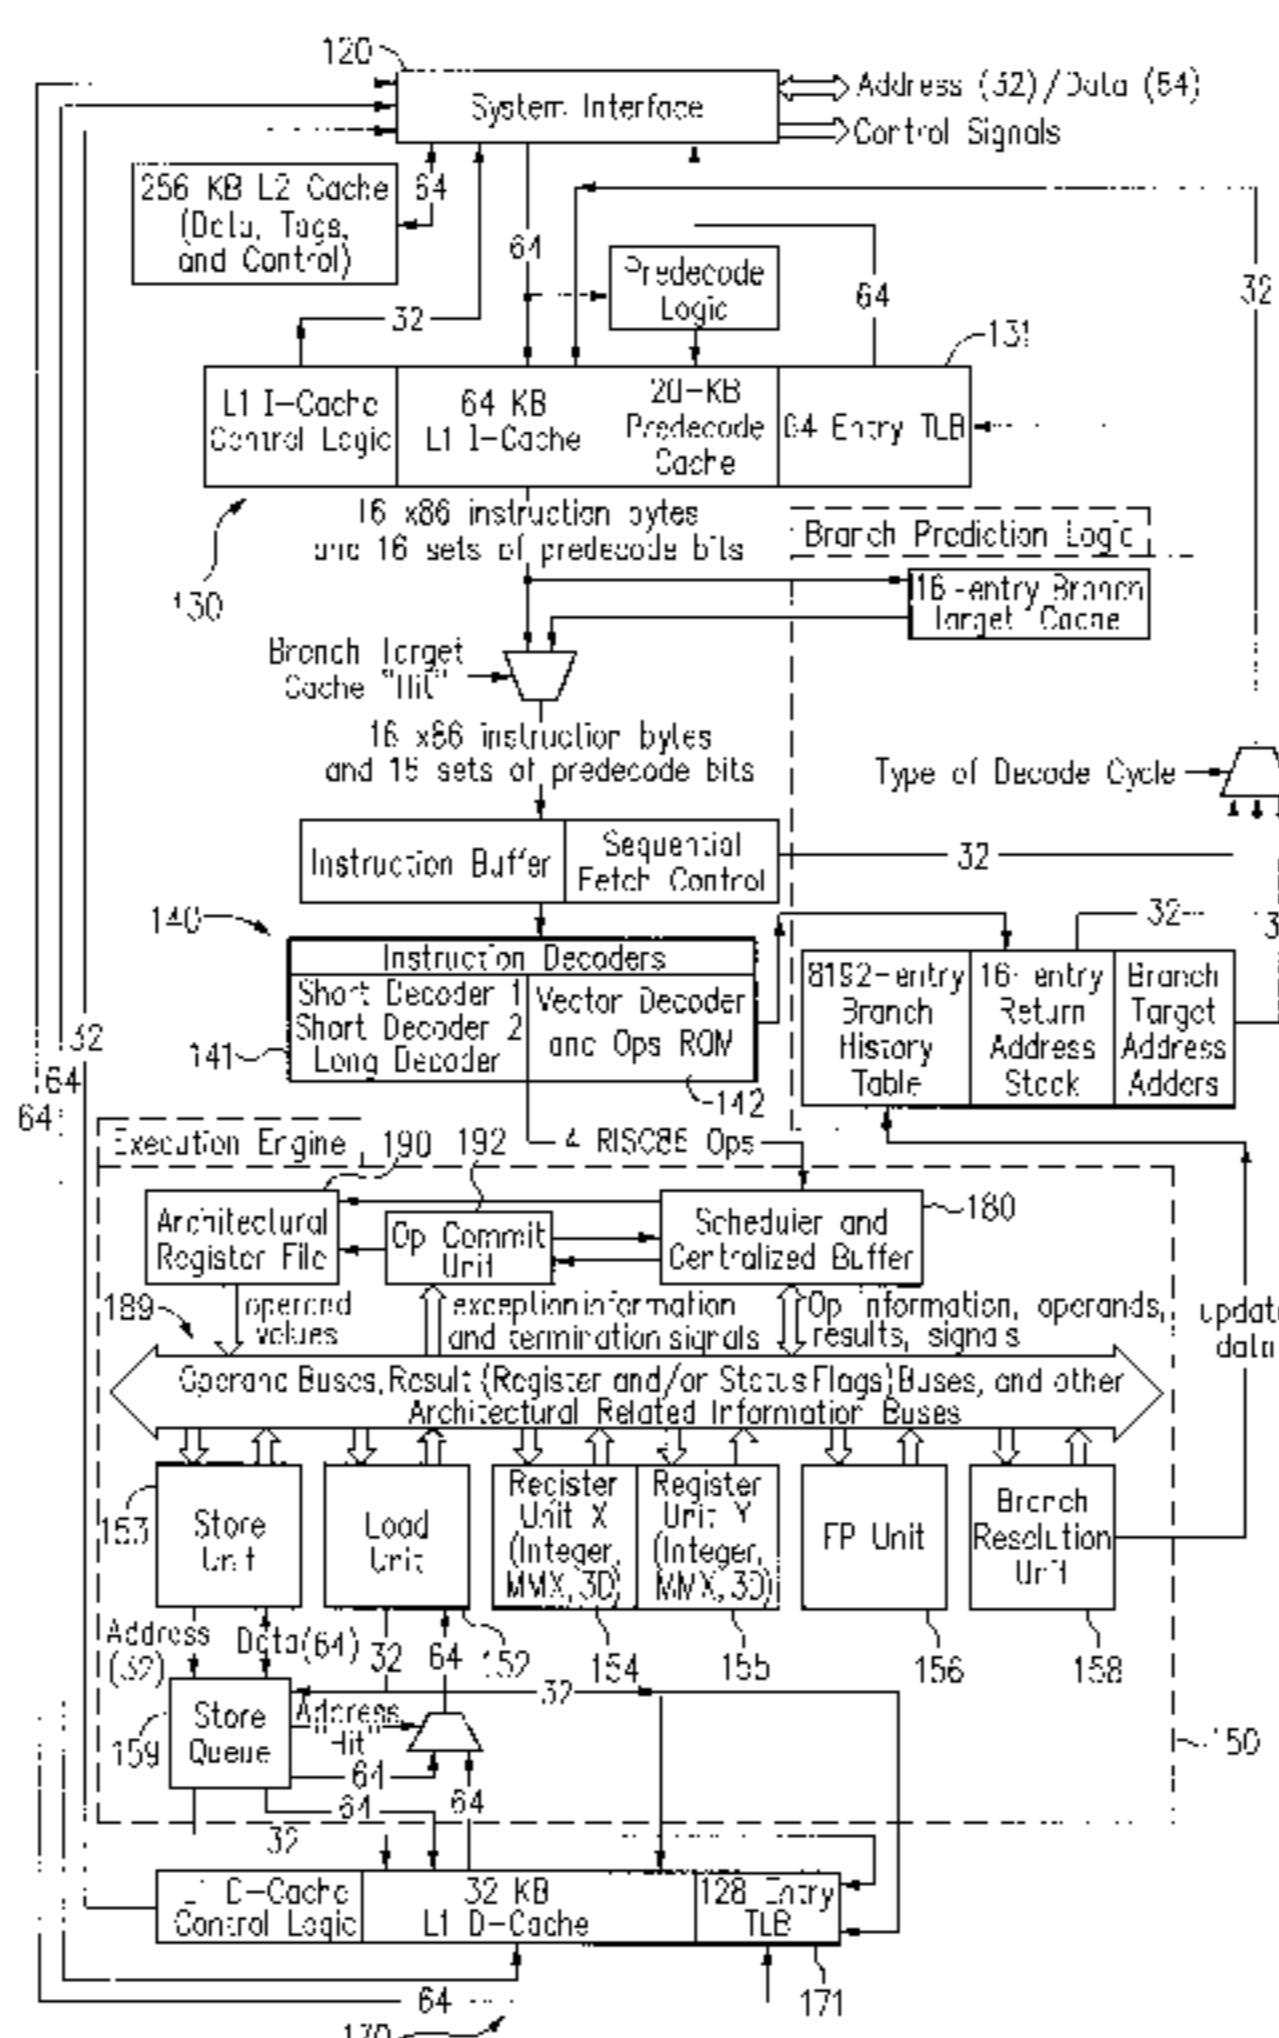 120
System Interface
Address (32)/Data (64)
Control Signals
256 KB L2 Cache
(Data, Tags,
and Control)
64
64
32
Predecode
Logic
64
32
131
L1 I-Cache
Control Logic
64 KB
L1 I-Cache
20-KB
Predecode
Cache
64 Entry TLB
130
16 x86 instruction bytes
and 16 sets of predecode bits
Branch Prediction Logic
16-entry Branch
Target Cache
Branch Target
Cache "Hit"
16 x86 instruction bytes
and 16 sets of predecode bits
Type of Decode Cycle
Instruction Buffer
Sequential
Fetch Control
32
140
Instruction Decoders
Short Decoder 1
Short Decoder 2
Long Decoder
Vector Decoder
and Ops ROM
141
142
32
8192-entry
Branch
History
Table
16-entry
Return
Address
Stack
Branch
Target
Address
Adders
32
64
64
Execution Engine
190
192
4 RISC86 Ops
Architectural
Register File
Op Commit
Unit
Scheduler and
Centralized Buffer
180
189
operand
values
exception information
and termination signals
Op information, operands,
results, signals
data
Operand Buses, Result (Register and/or Status Flags) Buses, and other
Architectural Related Information Buses
153
Store
Unit
Load
Unit
Register
Unit X
(Integer,
MMX, 3D)
Register
Unit Y
(Integer,
MMX, 3D)
FP Unit
Branch
Resolution
Unit
Address
(32)
Data(64)
32
64
152
154
155
156
158
32
Store
Queue
159
Address
"Hit"
64
64
64
150
32
L1 D-Cache
Control Logic
32 KB
L1 D-Cache
128 Entry
TLB
64
171
170